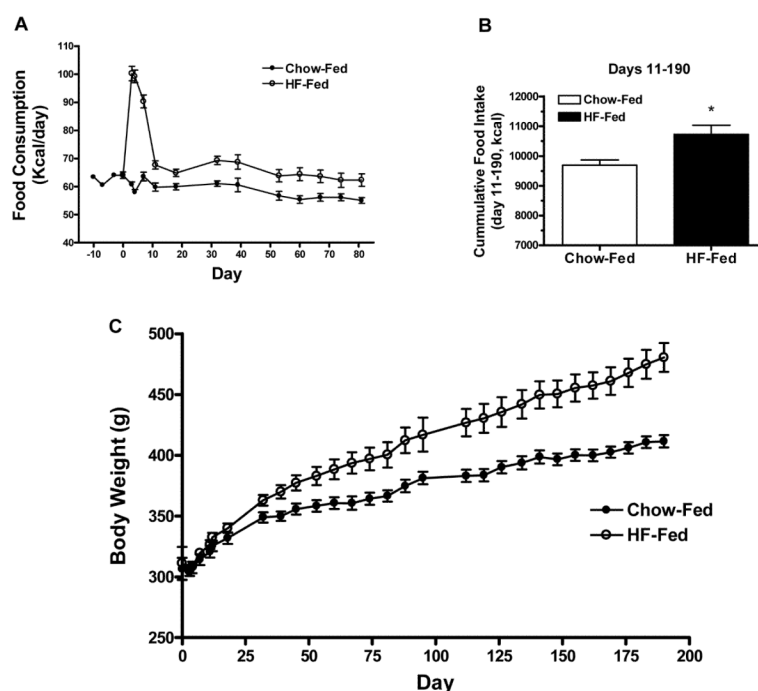 A
110
100
90
80
70
60
50
40
Food Consumption
(Kcal/day)
Chow-Fed
HF-Fed
-10 0 10 20 30 40 50 60 70 80
Day
B
Days 11-190
12000
11000
10000
9000
8000
7000
Cummulative Food Intake
(day 11-190, kcal)
Chow-Fed
HF-Fed
*
Chow-Fed HF-Fed
C
500
450
400
350
300
250
Body Weight (g)
Chow-Fed
HF-Fed
0 25 50 75 100 125 150 175 200
Day